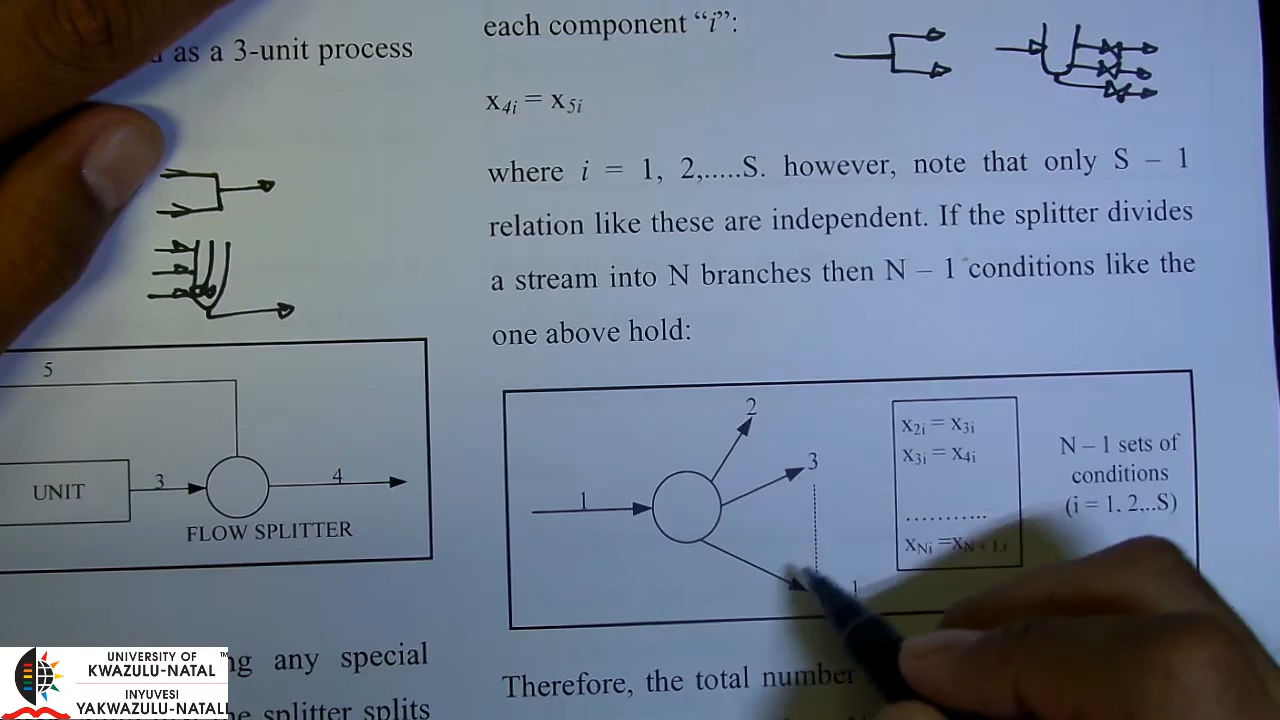 as a 3-unit process
5
UNIT
3
4
FLOW SPLITTER
ng any special
the splitter splits
each component “i”:
x4i = x5i
where i = 1, 2,.....S. however, note that only S – 1
relation like these are independent. If the splitter divides
a stream into N branches then N – 1 conditions like the
one above hold:
1
2
3
1
x2i = x3i
x3i = x4i
...........
xNi =xN+1,i
N – 1 sets of
conditions
(i = 1, 2...S)
Therefore, the total number
UNIVERSITY OF
KWAZULU-NATAL
INYUVESI
YAKWAZULU-NATALI